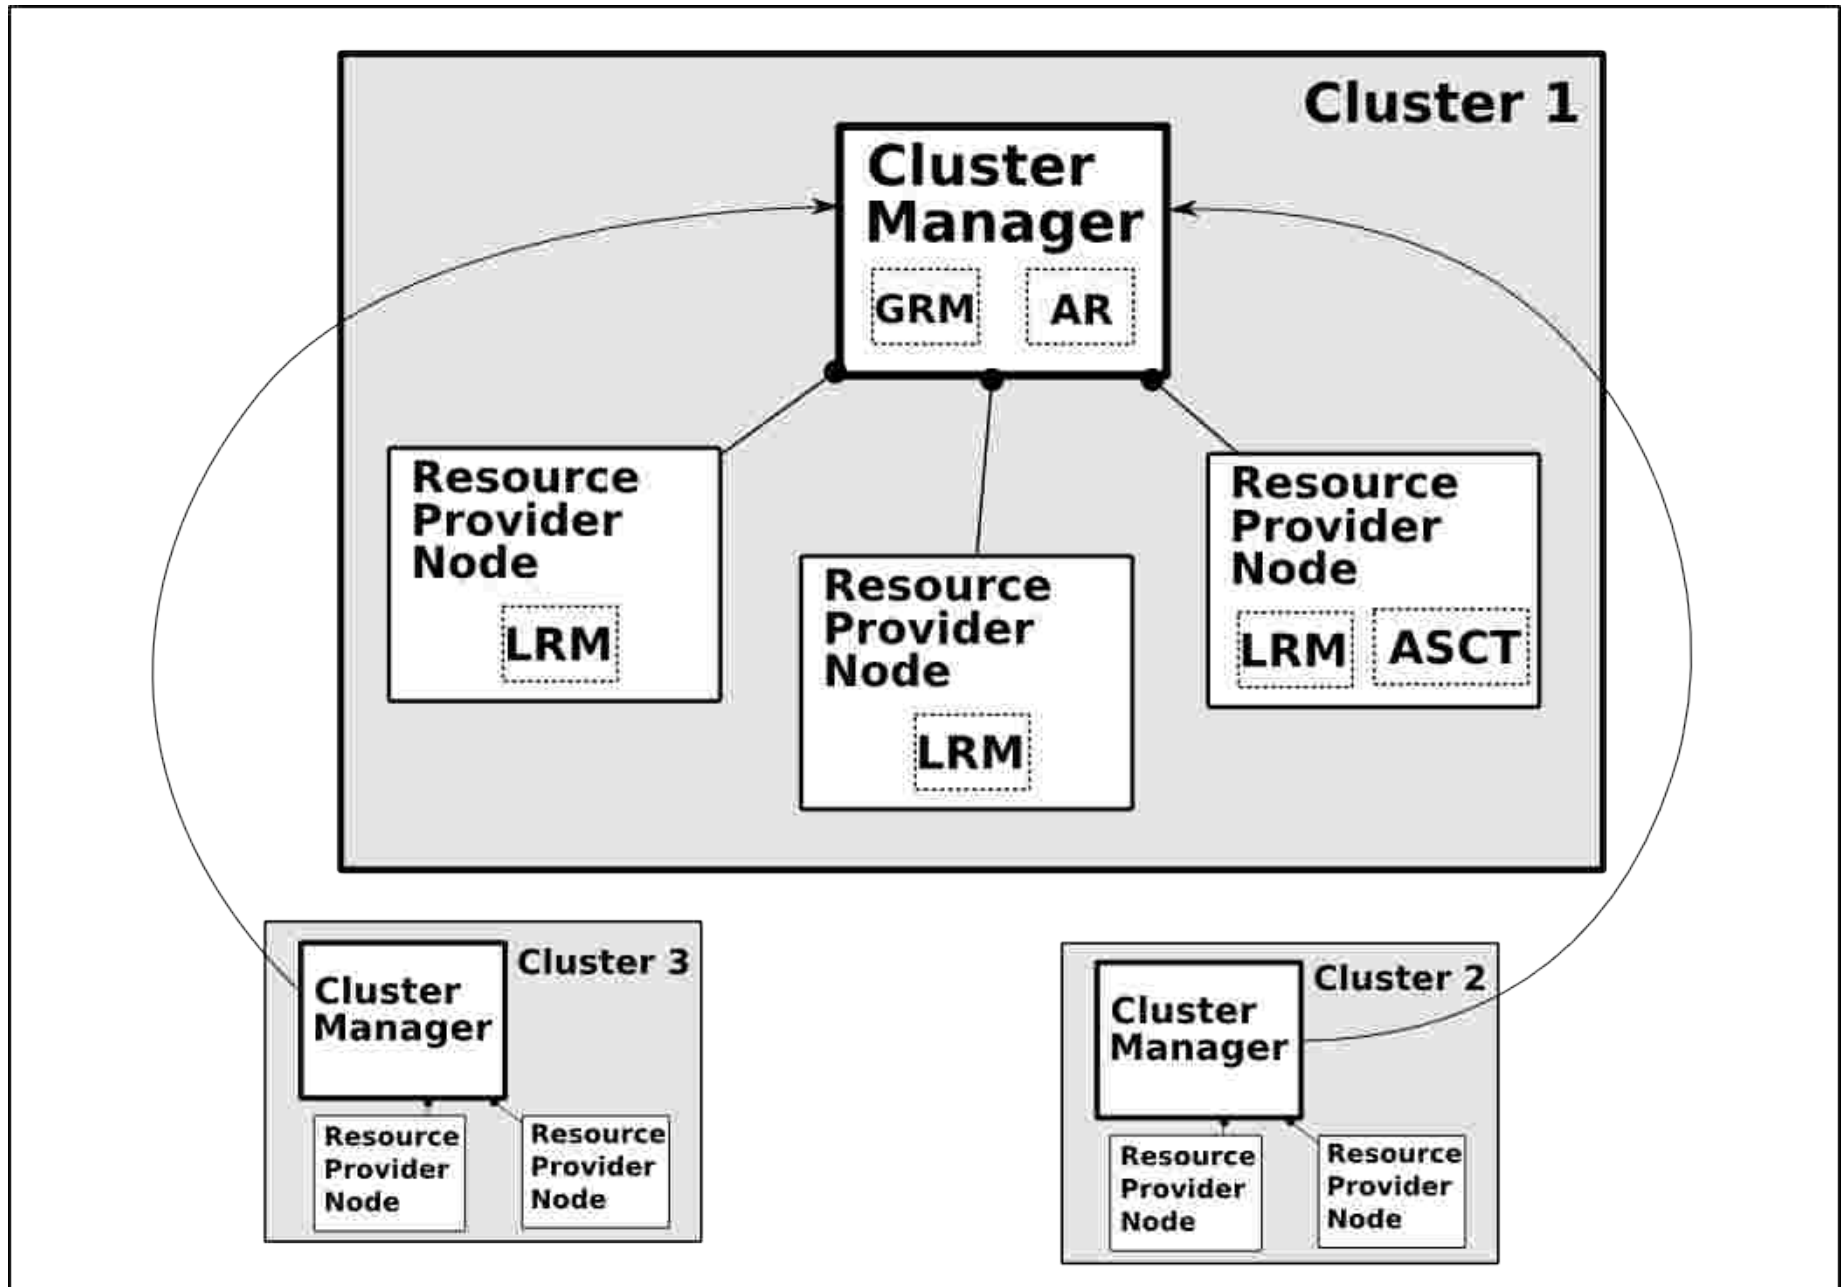 Cluster 1
Cluster
Manager
GRM
AR
Resource
Provider
Node
LRM
Resource
Provider
Node
LRM
Resource
Provider
Node
LRM
ASCT
Cluster 3
Cluster
Manager
Resource
Provider
Node
Resource
Provider
Node
Cluster 2
Cluster
Manager
Resource
Provider
Node
Resource
Provider
Node